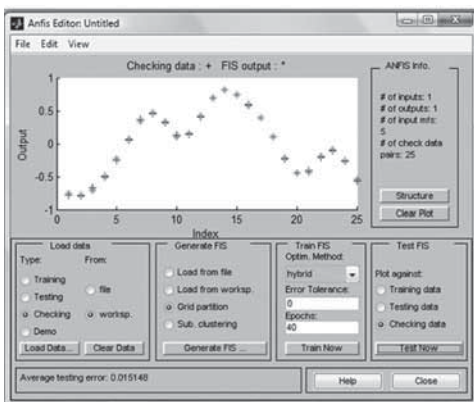 Anfis Editor: Untitled
File Edit View
Checking data : + FIS output : *
1
0.5
0
-0.5
-1
Output
0 5 10 15 20 25
Index
ANFIS Info.
# of inputs: 1
# of outputs: 1
# of input mfs:
5
# of check data
pairs: 25
Structure
Clear Plot
Load data
Type: From:
Training
Testing
Checking
Demo
file
worksp.
Load Data... Clear Data
Generate FIS
Load from file
Load from worksp.
Grid partition
Sub. clustering
Generate FIS ...
Train FIS
Optim. Method:
hybrid
Error Tolerance:
0
Epochs:
40
Train Now
Test FIS
Plot against:
Training data
Testing data
Checking data
Test Now
Average testing error: 0.015148
Help Close